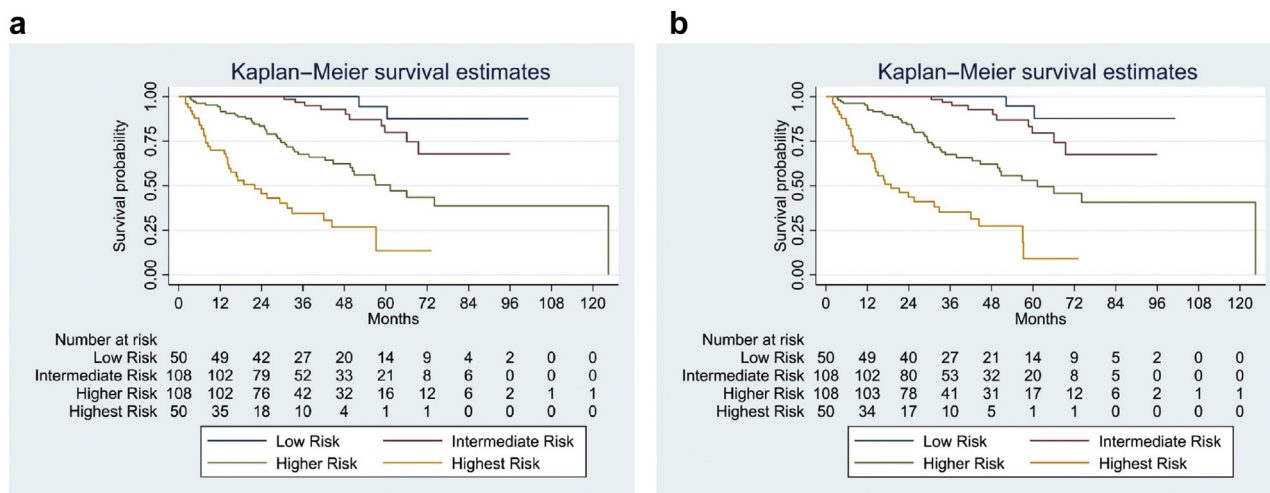 a
Kaplan–Meier survival estimates
Survival probability
1.00
0.75
0.50
0.25
0.00
0 12 24 36 48 60 72 84 96 108 120
Months
Number at risk
Low Risk 50 49 42 27 20 14 9 4 2 0 0
Intermediate Risk 108 102 79 52 33 21 8 6 0 0 0
Higher Risk 108 102 76 42 32 16 12 6 2 1 1
Highest Risk 50 35 18 10 4 1 1 0 0 0 0
Low Risk Intermediate Risk
Higher Risk Highest Risk
b
Kaplan–Meier survival estimates
Survival probability
1.00
0.75
0.50
0.25
0.00
0 12 24 36 48 60 72 84 96 108 120
Months
Number at risk
Low Risk 50 49 40 27 21 14 9 5 2 0 0
Intermediate Risk 108 102 80 53 32 20 8 5 0 0 0
Higher Risk 108 103 78 41 31 17 12 6 2 1 1
Highest Risk 50 34 17 10 5 1 1 0 0 0 0
Low Risk Intermediate Risk
Higher Risk Highest Risk